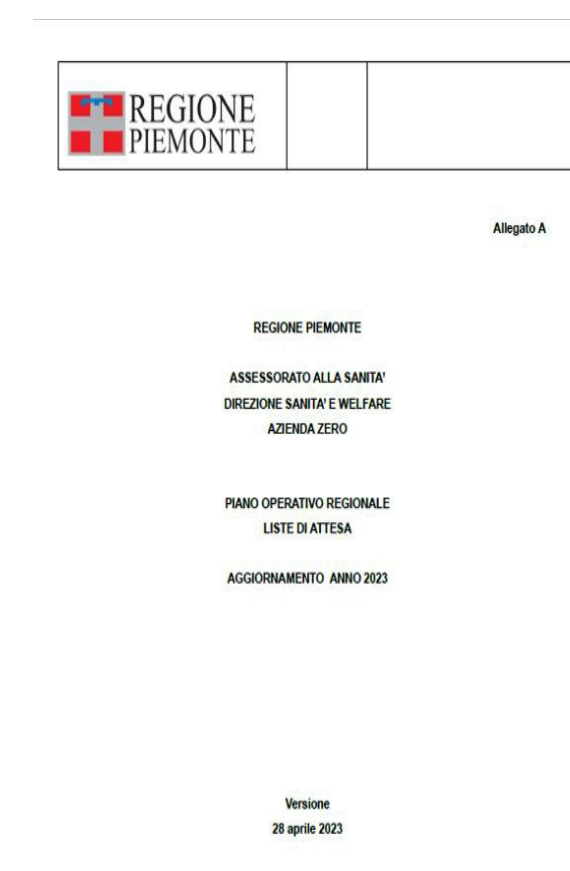 REGIONE
PIEMONTE
Allegato A
REGIONE PIEMONTE
ASSESSORATO ALLA SANITA'
DIREZIONE SANITA' E WELFARE
AZIENDA ZERO
PIANO OPERATIVO REGIONALE
LISTE DI ATTESA
AGGIORNAMENTO ANNO 2023
Versione
28 aprile 2023